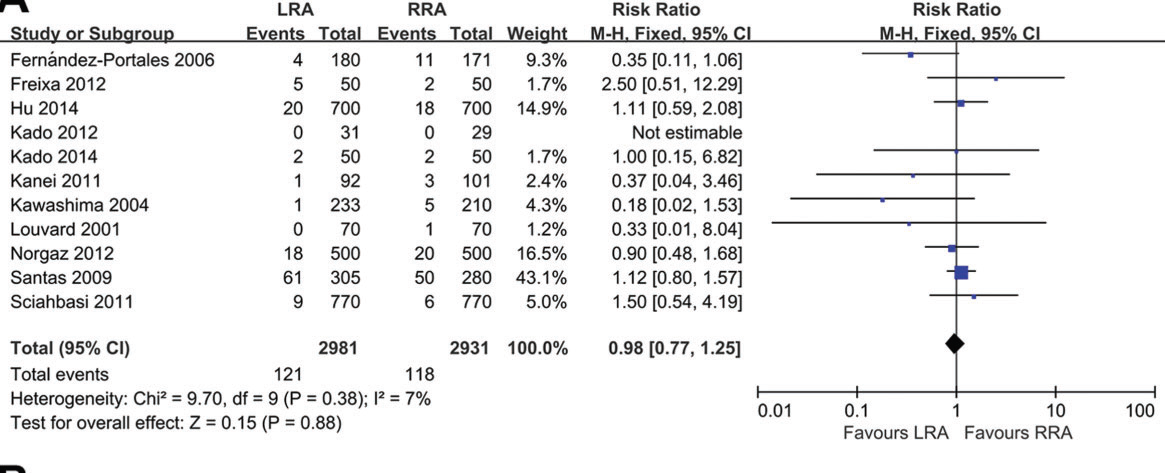 A
LRA RRA Risk Ratio Risk Ratio
Study or Subgroup Events Total Events Total Weight M-H, Fixed, 95% CI M-H, Fixed, 95% CI
Fernández-Portales 2006 4 180 11 171 9.3% 0.35 [0.11, 1.06]
Freixa 2012 5 50 2 50 1.7% 2.50 [0.51, 12.29]
Hu 2014 20 700 18 700 14.9% 1.11 [0.59, 2.08]
Kado 2012 0 31 0 29 Not estimable
Kado 2014 2 50 2 50 1.7% 1.00 [0.15, 6.82]
Kanei 2011 1 92 3 101 2.4% 0.37 [0.04, 3.46]
Kawashima 2004 1 233 5 210 4.3% 0.18 [0.02, 1.53]
Louvard 2001 0 70 1 70 1.2% 0.33 [0.01, 8.04]
Norgaz 2012 18 500 20 500 16.5% 0.90 [0.48, 1.68]
Santas 2009 61 305 50 280 43.1% 1.12 [0.80, 1.57]
Sciahbasi 2011 9 770 6 770 5.0% 1.50 [0.54, 4.19]
Total (95% CI) 2981 2931 100.0% 0.98 [0.77, 1.25]
Total events 121 118
Heterogeneity: Chi² = 9.70, df = 9 (P = 0.38); I² = 7%
Test for overall effect: Z = 0.15 (P = 0.88)
0.01 0.1 1 10 100
Favours LRA Favours RRA